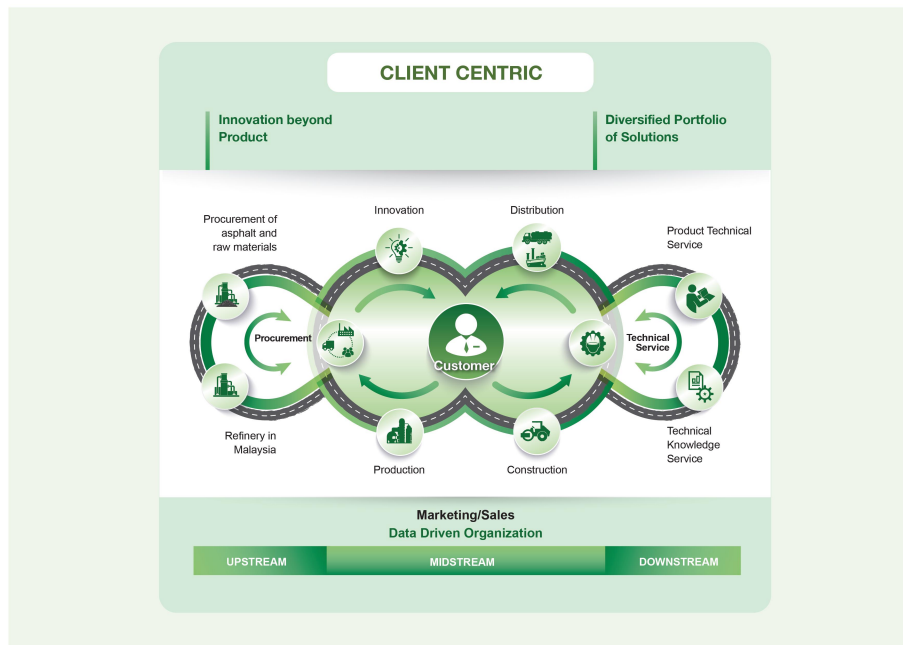 CLIENT CENTRIC
Innovation beyond
Product
Diversified Portfolio
of Solutions
Procurement of
asphalt and
raw materials
Innovation
Distribution
Product Technical
Service
Procurement
Customer
Technical
Service
Refinery in
Malaysia
Production
Construction
Technical
Knowledge
Service
Marketing/Sales
Data Driven Organization
UPSTREAM
MIDSTREAM
DOWNSTREAM